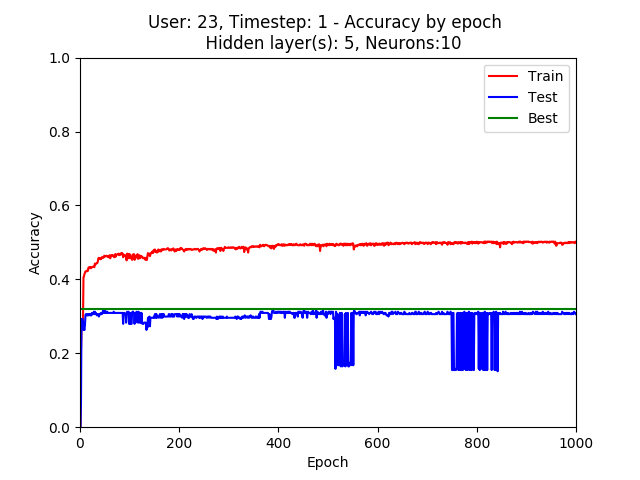 User: 23, Timestep: 1 - Accuracy by epoch
Hidden layer(s): 5, Neurons:10
1.0
0.8
0.6
0.4
0.2
0.0
Accuracy
Train
Test
Best
0
200
400
600
800
1000
Epoch